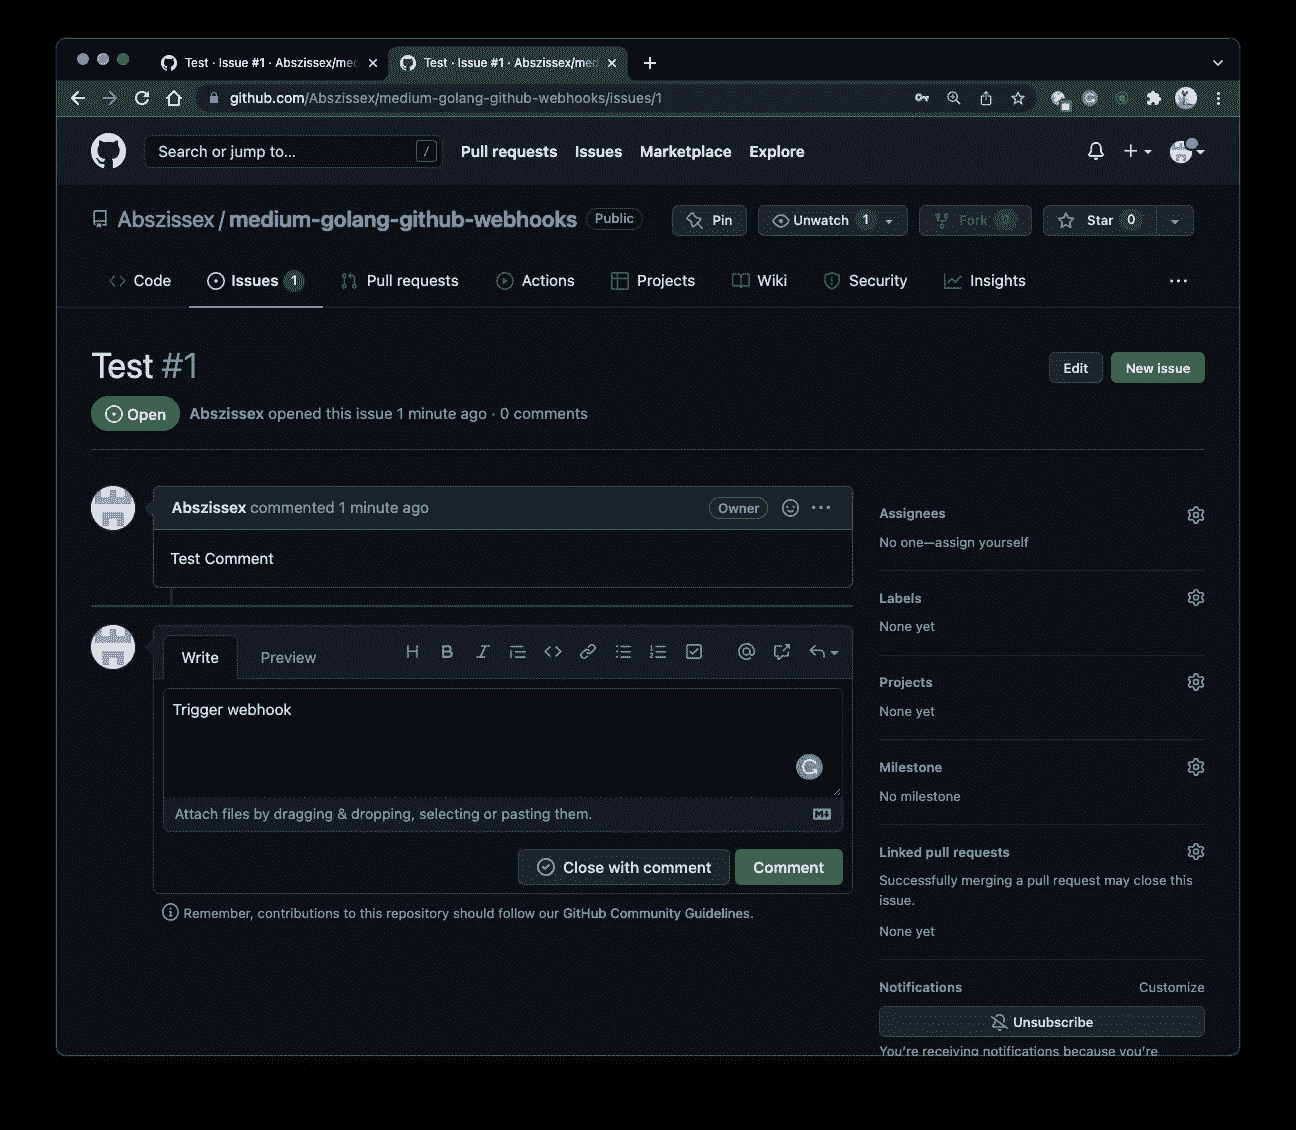 Test · Issue #1 · Abszissex/med
Test · Issue #1 · Abszissex/med
github.com/Abszissex/medium-golang-github-webhooks/issues/1
Search or jump to... /
Pull requests Issues Marketplace Explore
Abszissex / medium-golang-github-webhooks Public
Pin Unwatch 1 Fork 0 Star 0
Code Issues 1 Pull requests Actions Projects Wiki Security Insights
Test #1
Edit New issue
Open Abszissex opened this issue 1 minute ago · 0 comments
Abszissex commented 1 minute ago Owner
Test Comment
Write Preview
Trigger webhook
Attach files by dragging & dropping, selecting or pasting them.
Close with comment Comment
Remember, contributions to this repository should follow our GitHub Community Guidelines.
Assignees
No one—assign yourself
Labels
None yet
Projects
None yet
Milestone
No milestone
Linked pull requests
Successfully merging a pull request may close this
issue.
None yet
Notifications Customize
Unsubscribe
You're receiving notifications because you're